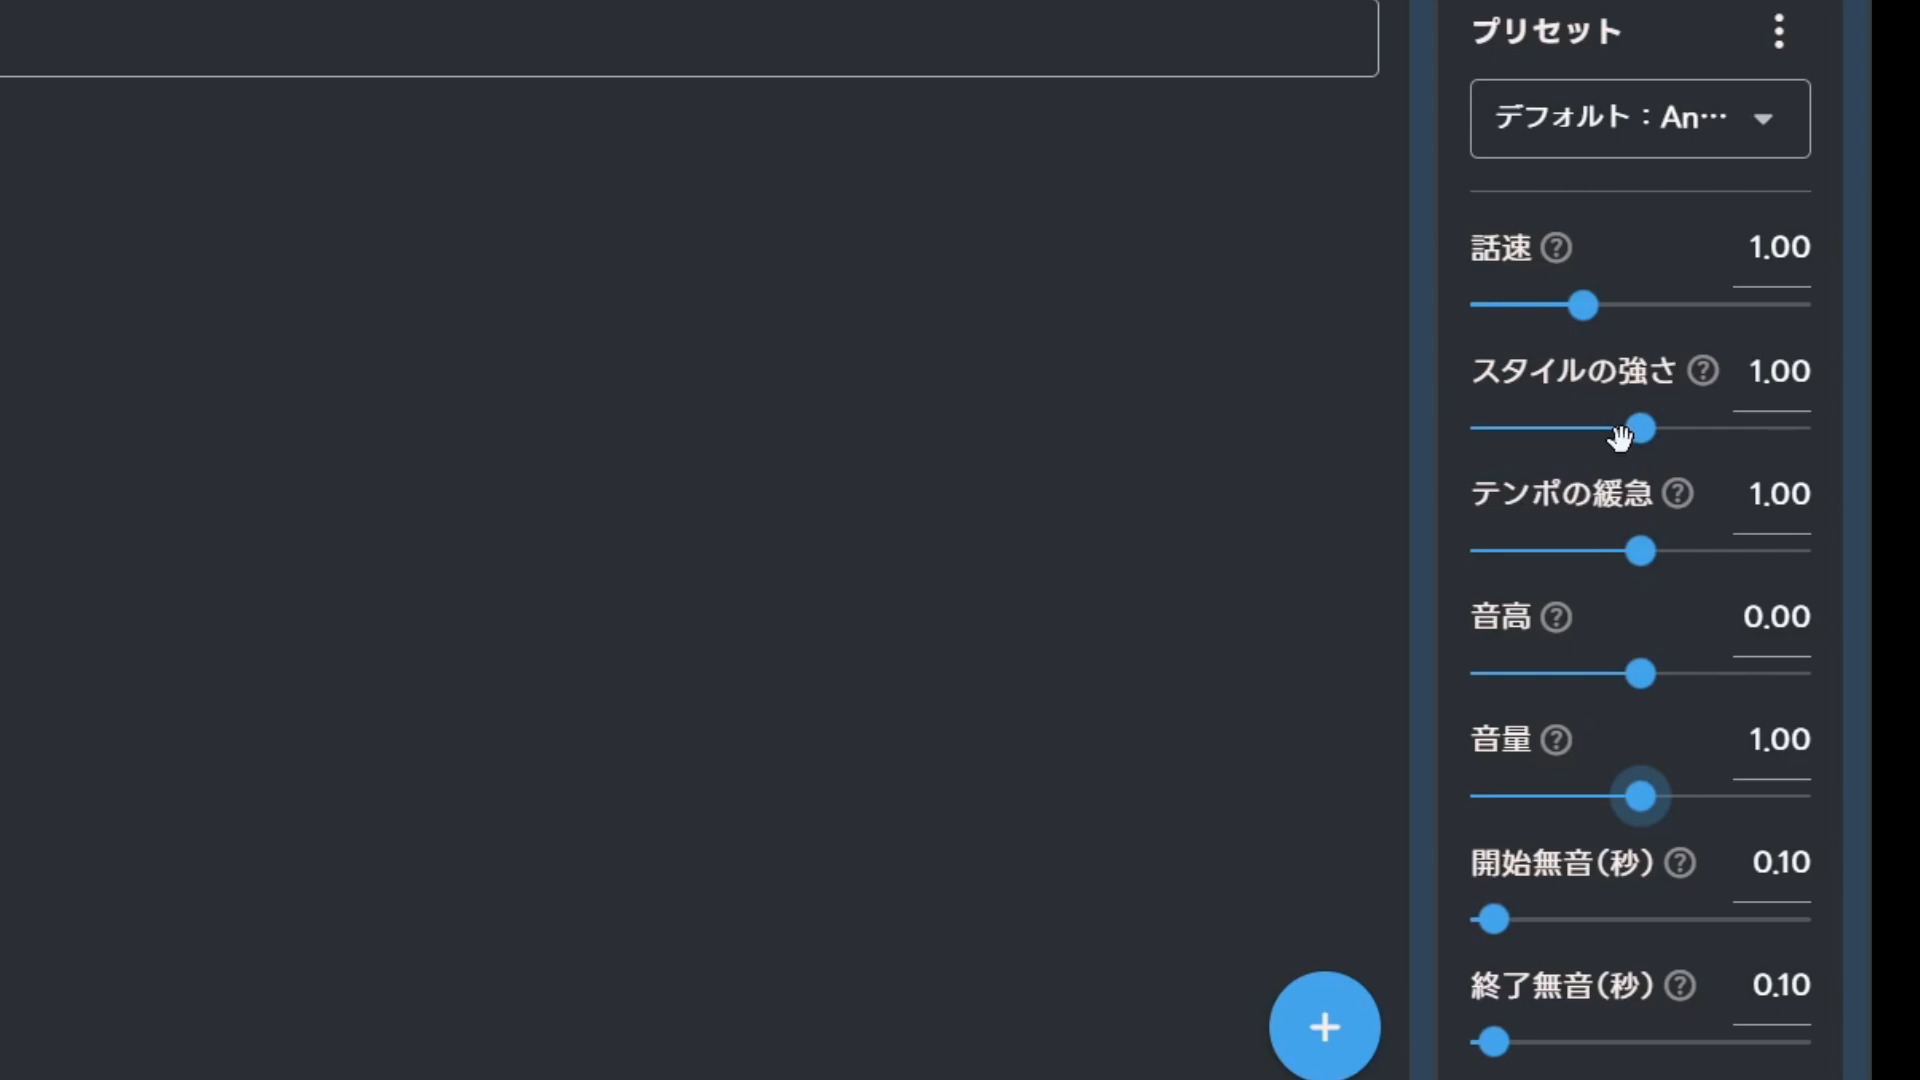 プリセット
デフォルト：An…
話速 1.00
スタイルの強さ 1.00
テンポの緩急 1.00
音高 0.00
音量 1.00
開始無音(秒) 0.10
終了無音(秒) 0.10